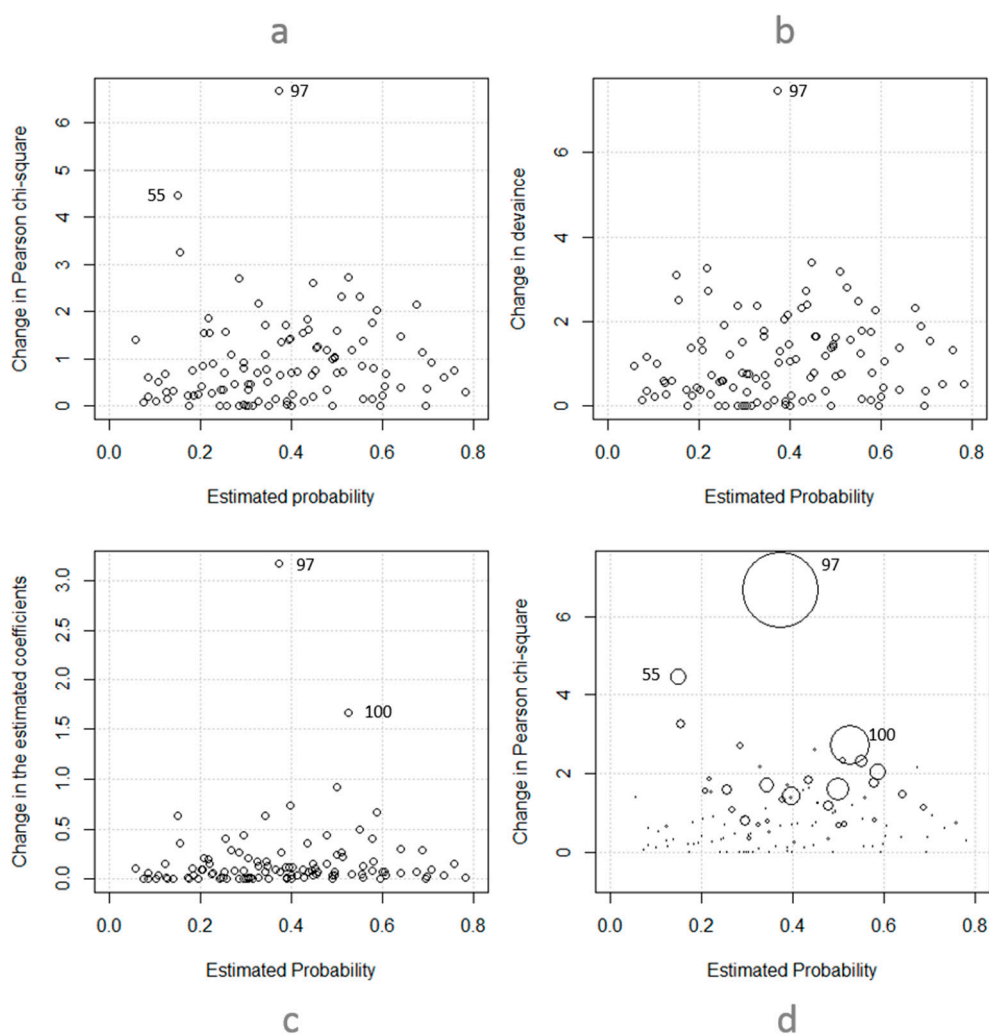 a
b
97
55
Change in Pearson chi-square
0 1 2 3 4 5 6
0.0 0.2 0.4 0.6 0.8
Estimated probability
97
Change in devaince
0 2 4 6
0.0 0.2 0.4 0.6 0.8
Estimated Probability
97
100
Change in the estimated coefficients
0.0 0.5 1.0 1.5 2.0 2.5 3.0
0.0 0.2 0.4 0.6 0.8
Estimated Probability
97
55
100
Change in Pearson chi-square
0 2 4 6
0.0 0.2 0.4 0.6 0.8
Estimated Probability
c
d